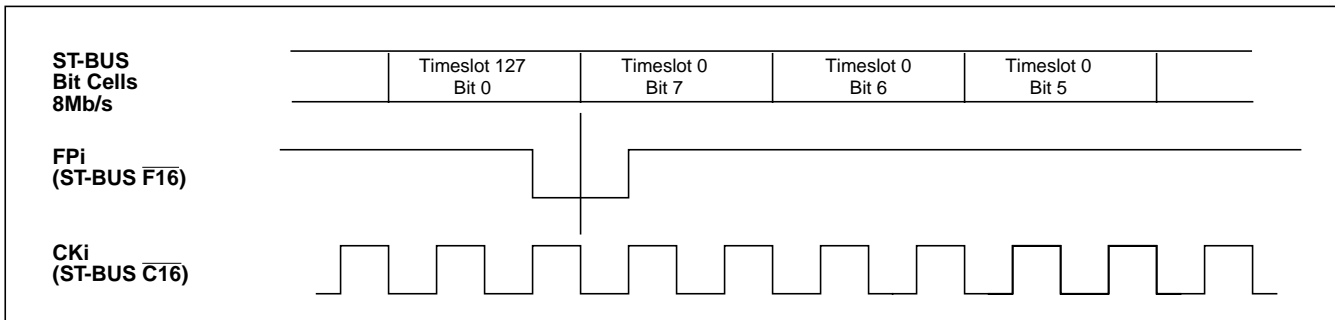 ST-BUS
Bit Cells
8Mb/s
Timeslot 127
Bit 0
Timeslot 0
Bit 7
Timeslot 0
Bit 6
Timeslot 0
Bit 5
FPi
(ST-BUS F16)
CKi
(ST-BUS C16)